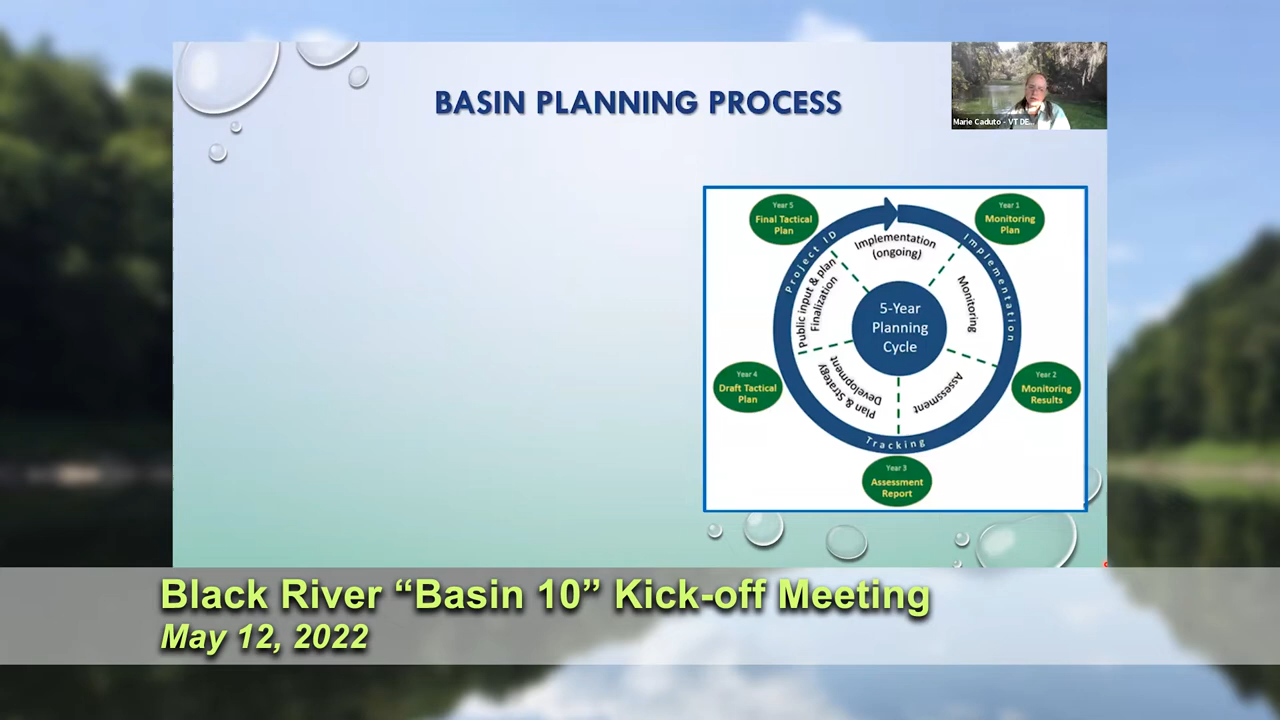 BASIN PLANNING PROCESS
Marie Caduto - VT DE...
Year 5
Final Tactical
Plan
Year 1
Monitoring
Plan
Project ID
Implementation
Implementation
(ongoing)
Public input & plan
Finalization
Monitoring
5-Year
Planning
Cycle
Year 4
Draft Tactical
Plan
Plan & Strategy
Development
Assessment
Year 2
Monitoring
Results
Tracking
Year 3
Assessment
Report
Black River “Basin 10” Kick-off Meeting
May 12, 2022